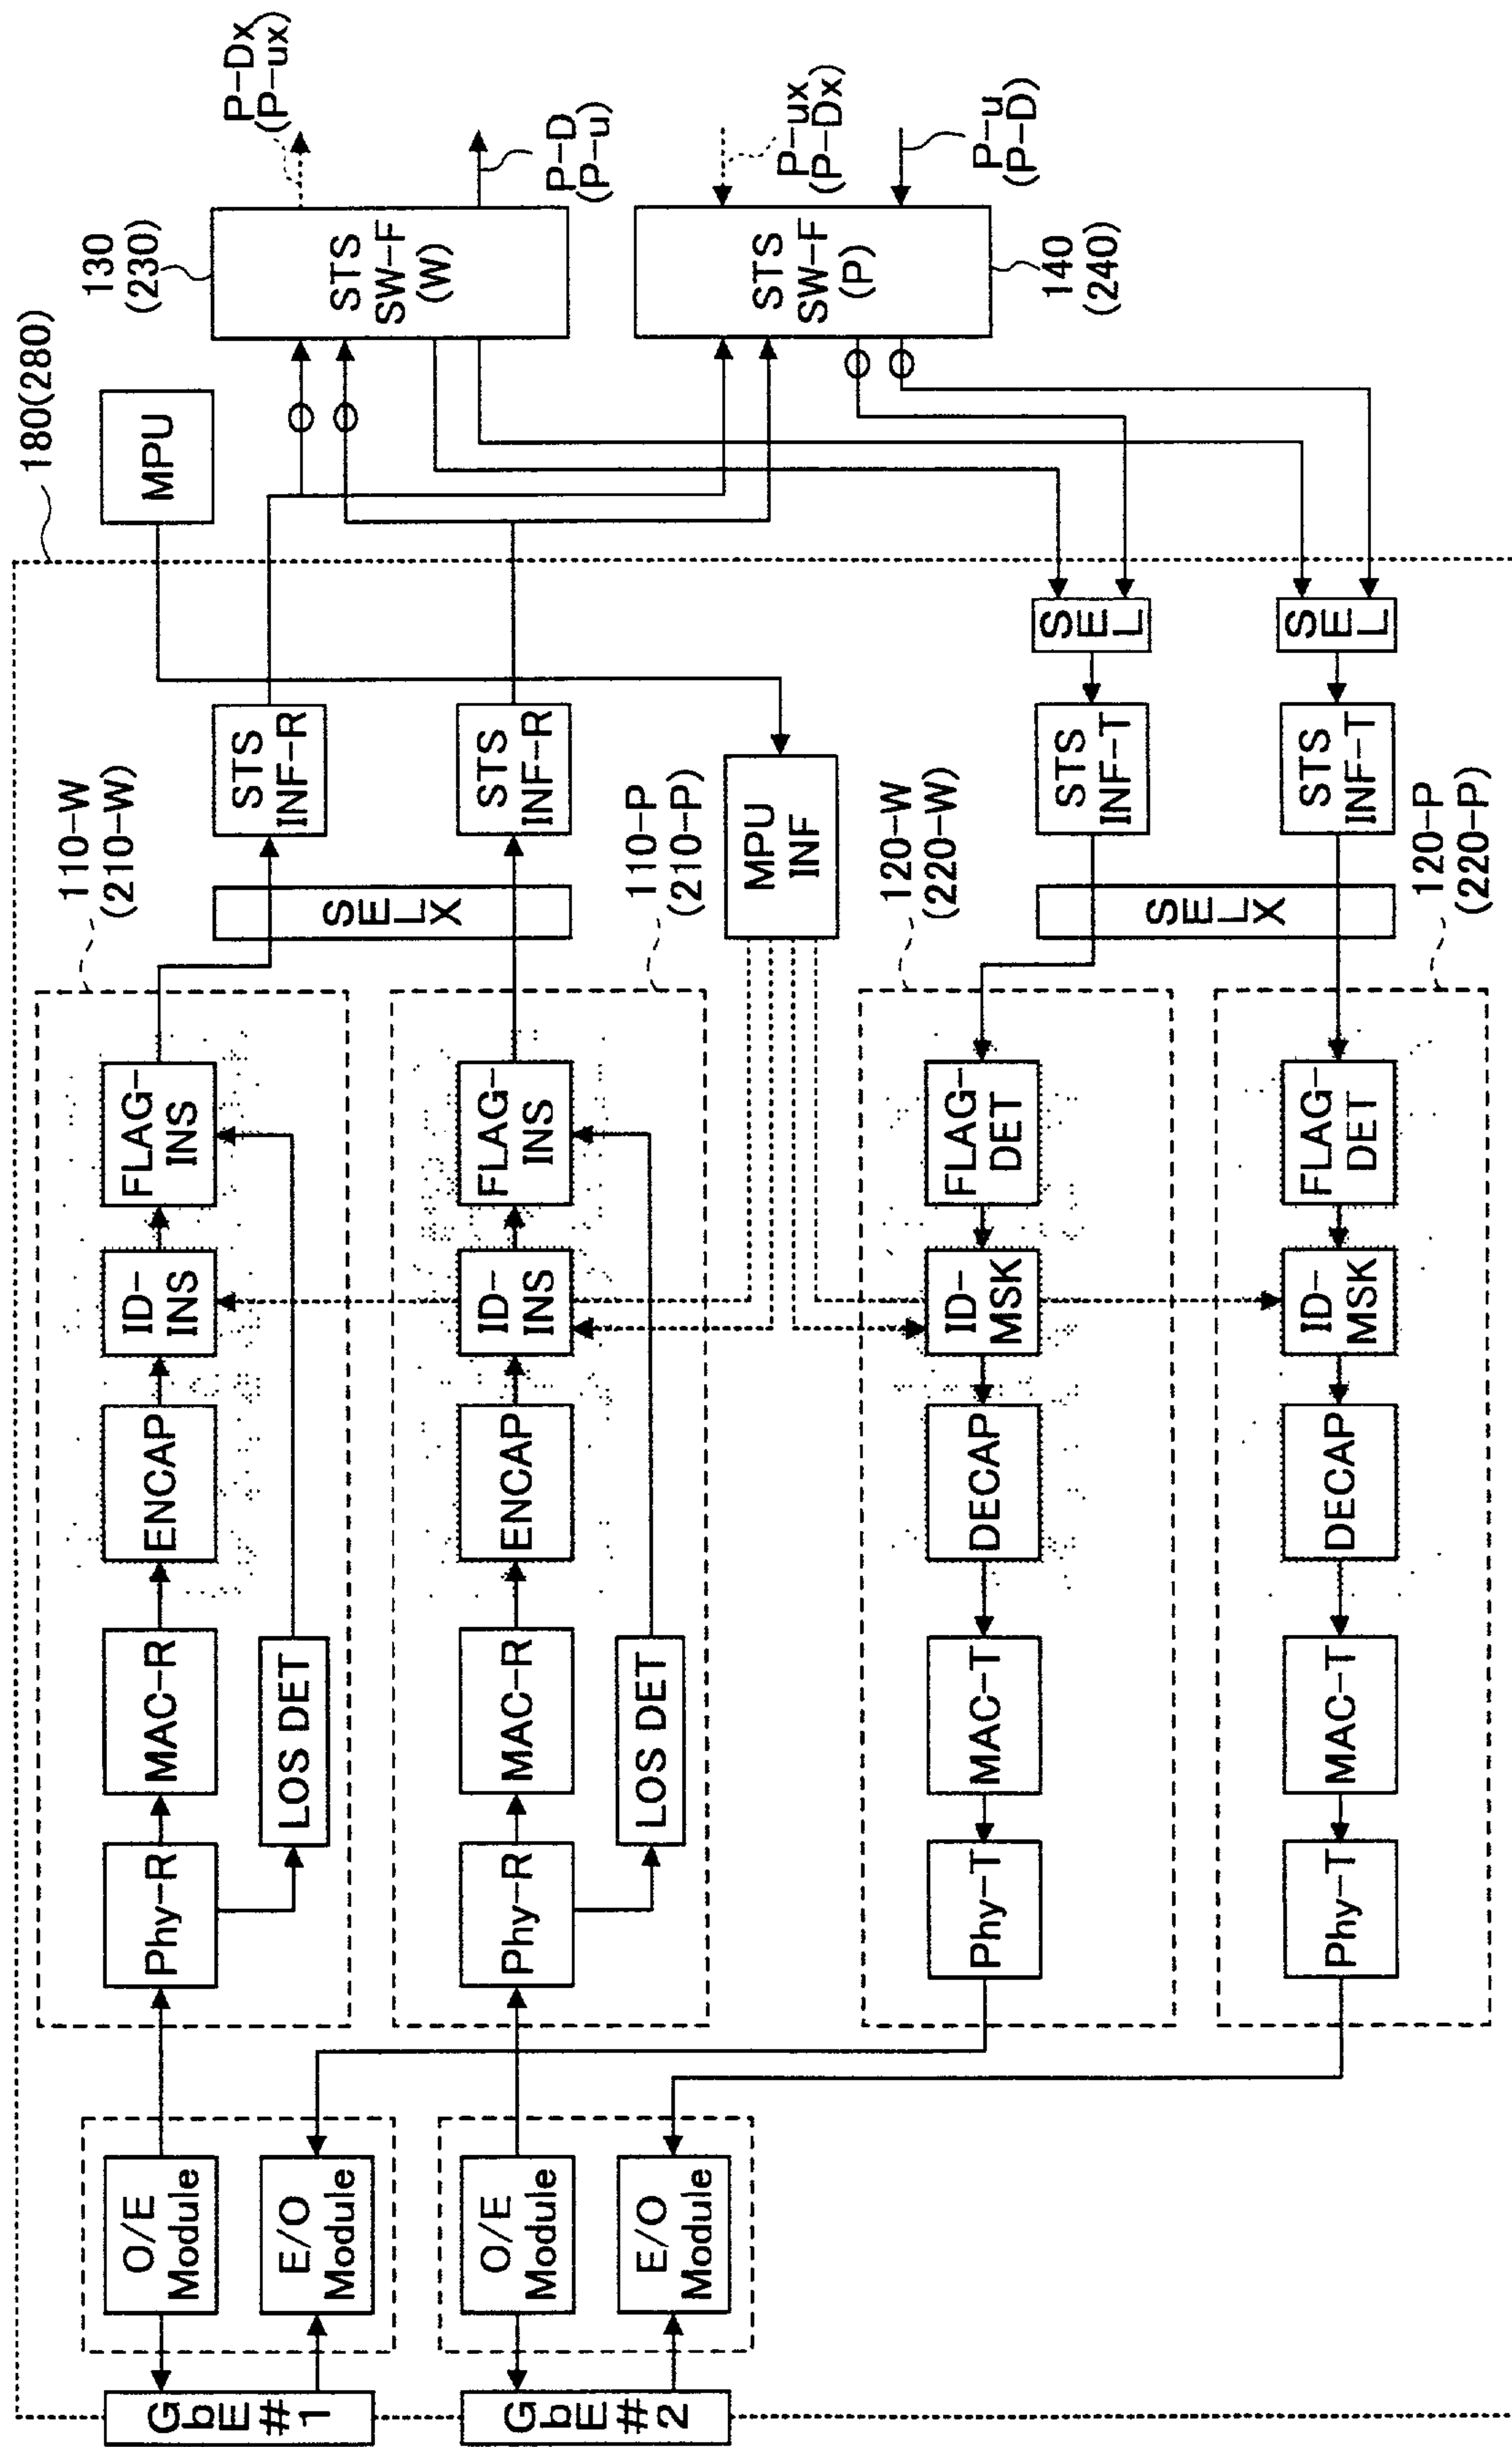 180(280)
GbE#1
O/E
Module
E/O
Module
Phy-R
MAC-R
LOS DET
ENCAP
ID-
INS
FLAG-
INS
110-W
(210-W)
SELX
STS
INF-R
MPU
130
(230)
STS
SW-F
(W)
P-Dx
(P-ux)
P-D
(P-u)
GbE#2
O/E
Module
E/O
Module
Phy-R
MAC-R
LOS DET
ENCAP
ID-
INS
FLAG-
INS
110-P
(210-P)
STS
INF-R
MPU
INF
STS
SW-F
(P)
140
(240)
P-ux
(P-Dx)
P-u
(P-D)
Phy-T
MAC-T
DECAP
ID-
MSK
FLAG-
DET
120-W
(220-W)
SELX
STS
INF-T
SEL
Phy-T
MAC-T
DECAP
ID-
MSK
FLAG-
DET
120-P
(220-P)
STS
INF-T
SEL